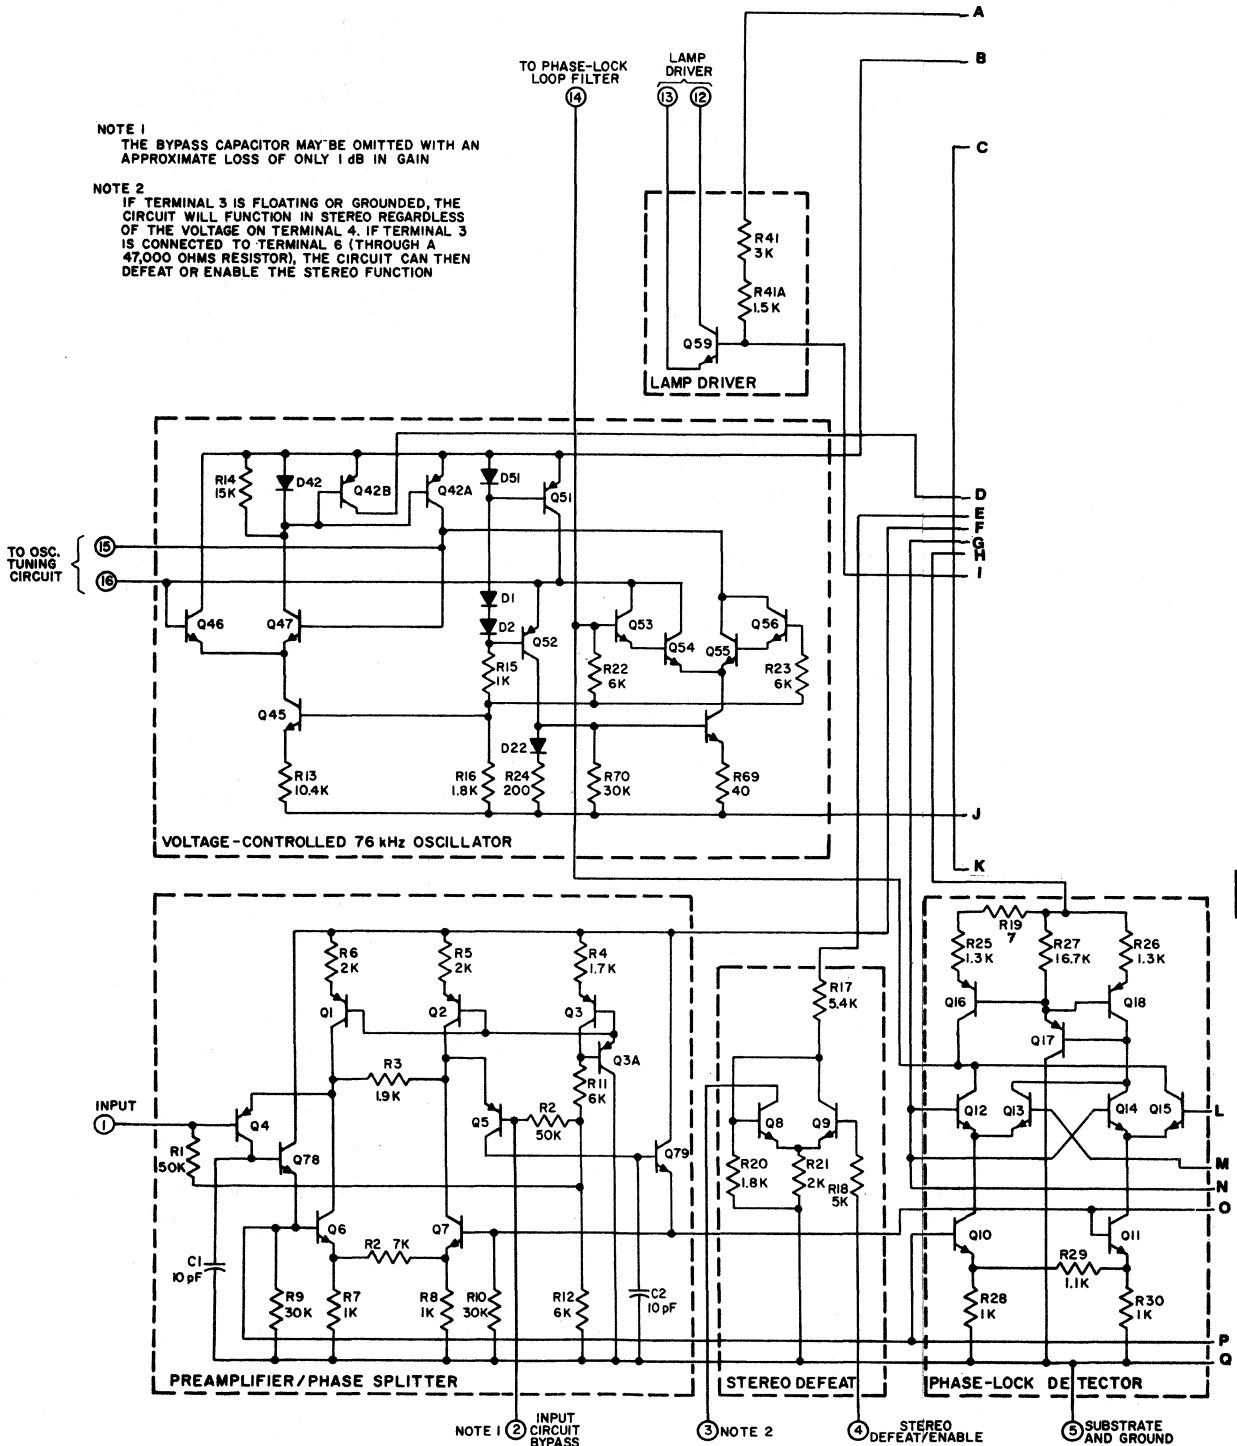 A
B
TO PHASE-LOCK
LOOP FILTER
LAMP
DRIVER
14
13
12
NOTE 1
THE BYPASS CAPACITOR MAY BE OMITTED WITH AN
APPROXIMATE LOSS OF ONLY 1 dB IN GAIN
C
NOTE 2
IF TERMINAL 3 IS FLOATING OR GROUNDED, THE
CIRCUIT WILL FUNCTION IN STEREO REGARDLESS
OF THE VOLTAGE ON TERMINAL 4. IF TERMINAL 3
IS CONNECTED TO TERMINAL 6 (THROUGH A
47,000 OHMS RESISTOR), THE CIRCUIT CAN THEN
DEFEAT OR ENABLE THE STEREO FUNCTION
R41
3K
R41A
1.5K
Q59
LAMP DRIVER
R14
15K
D42
Q42B
Q42A
D51
Q51
D
E
F
G
H
I
TO OSC.
TUNING
CIRCUIT
15
16
Q46
Q47
D1
D2
Q52
Q53
Q54
Q55
Q56
R15
1K
R22
6K
R23
6K
Q45
D22
R13
10.4K
R16
1.8K
R24
200
R70
30K
R69
40
J
VOLTAGE-CONTROLLED 76 kHz OSCILLATOR
K
R6
2K
R5
2K
R4
1.7K
Q1
Q2
Q3
Q3A
R3
1.9K
R11
6K
INPUT
1
Q4
Q5
R2
50K
R1
50K
Q78
Q79
Q6
Q7
R2 7K
C1
10 pF
R9
30K
R7
1K
R8
1K
R10
30K
R12
6K
C2
10 pF
PREAMPLIFIER/PHASE SPLITTER
R17
5.4K
Q8
Q9
R20
1.8K
R21
2K
R18
5K
STEREO DEFEAT
R19
7
R25
1.3K
R27
16.7K
R26
1.3K
Q16
Q18
Q17
Q12
Q13
Q14
Q15
L
M
N
O
Q10
Q11
R29
1.1K
R28
1K
R30
1K
P
Q
PHASE-LOCK DETECTOR
NOTE 1
2
INPUT
CIRCUIT
BYPASS
3
NOTE 2
4
STEREO
DEFEAT/ENABLE
5
SUBSTRATE
AND GROUND